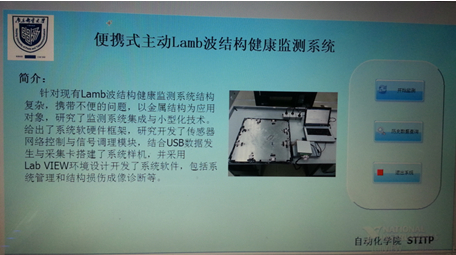 便携式主动Lamb波结构健康监测系统
简介：
针对现有Lamb波结构健康监测系统结构
复杂，携带不便的问题，以金属结构为应用
对象，研究了监测系统集成与小型化技术。
给出了系统软硬件框架，研究开发了传感器
网络控制与信号调理模块，结合USB数据发
生与采集卡搭建了系统样机，并采用
Lab VIEW环境设计开发了系统软件，包括系
统管理和结构损伤成像诊断等。
自动化学院 STITP